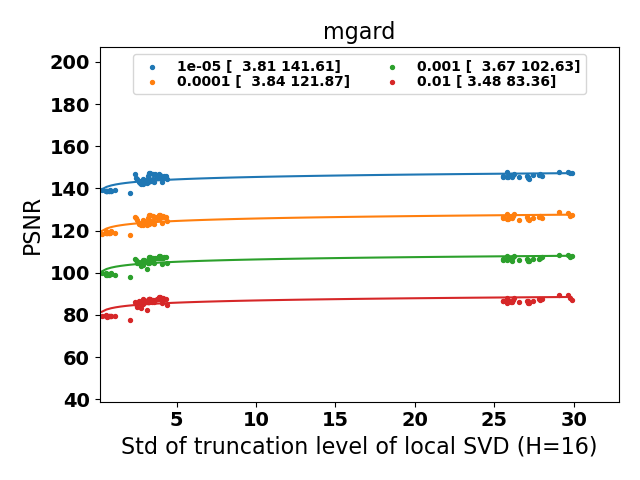 mgard
1e-05 [  3.81 141.61]
0.0001 [  3.84 121.87]
0.001 [  3.67 102.63]
0.01 [ 3.48 83.36]
PSNR
200
180
160
140
120
100
80
60
40
5 10 15 20 25 30
Std of truncation level of local SVD (H=16)